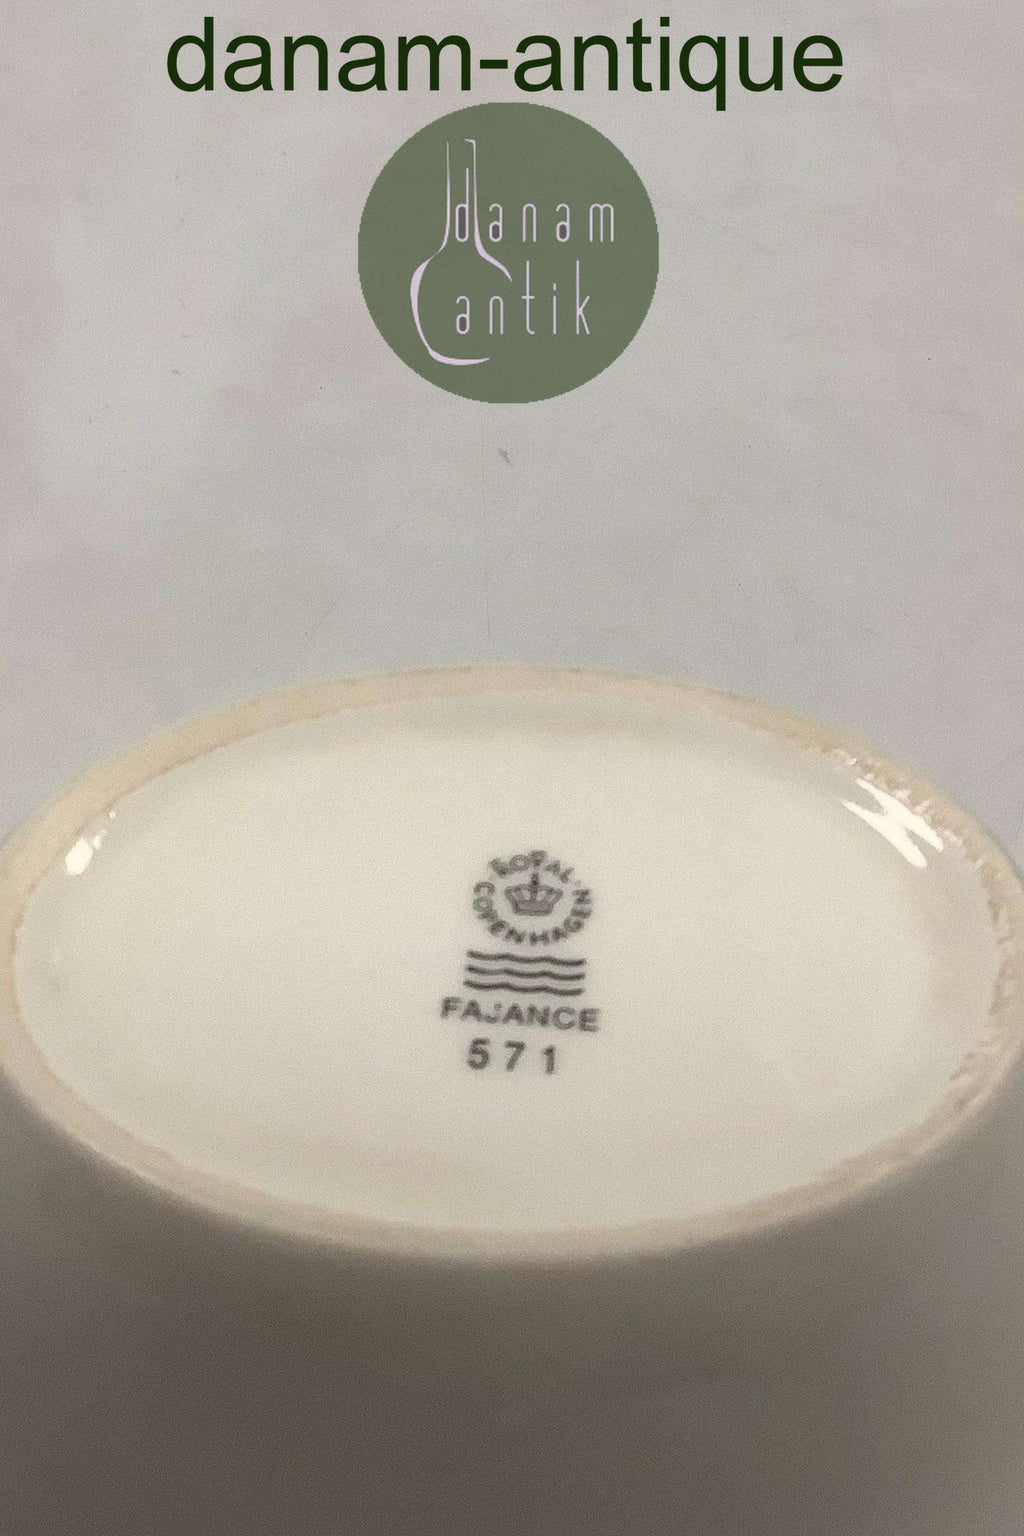 danam-antique
danam
antik
ROYAL
COPENHAGEN
FAJANCE
571